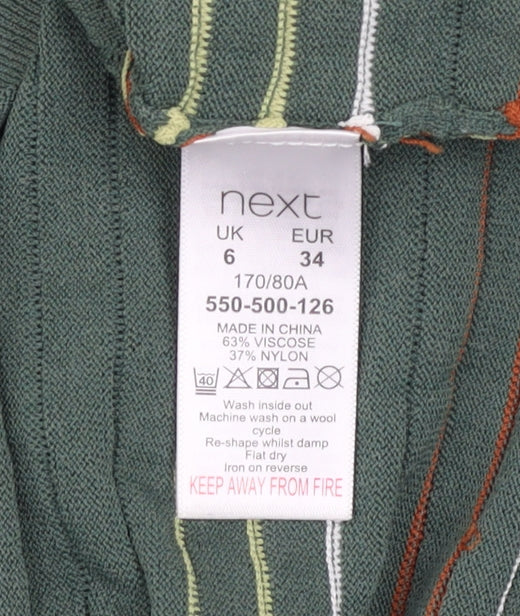 next
UK EUR
6 34
170/80A
550-500-126
MADE IN CHINA
63% VISCOSE
37% NYLON
40
Wash inside out
Machine wash on a wool
cycle
Re-shape whilst damp
Flat dry
Iron on reverse
KEEP AWAY FROM FIRE